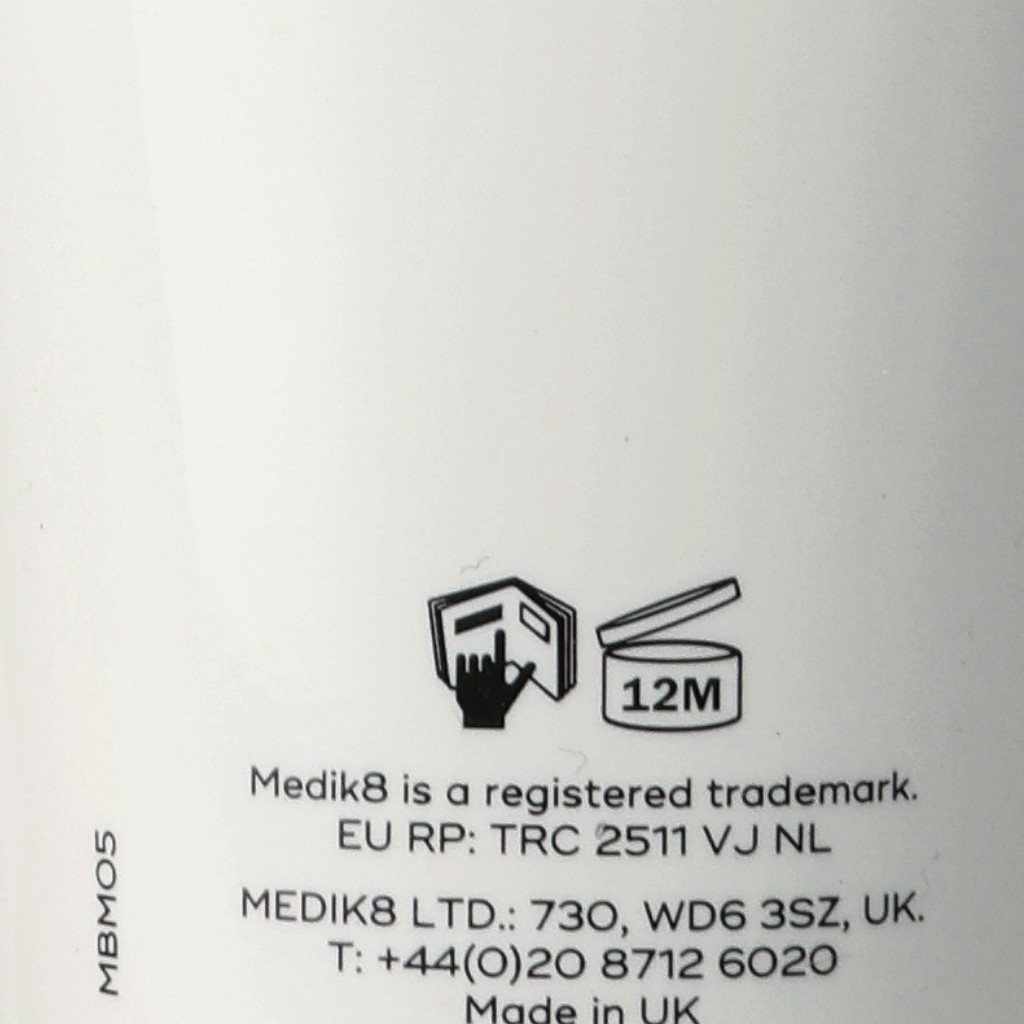 12M
Medik8 is a registered trademark.
EU RP: TRC 2511 VJ NL
MEDIK8 LTD.: 730, WD6 3SZ, UK.
T: +44(0)20 8712 6020
Made in UK
MBM05